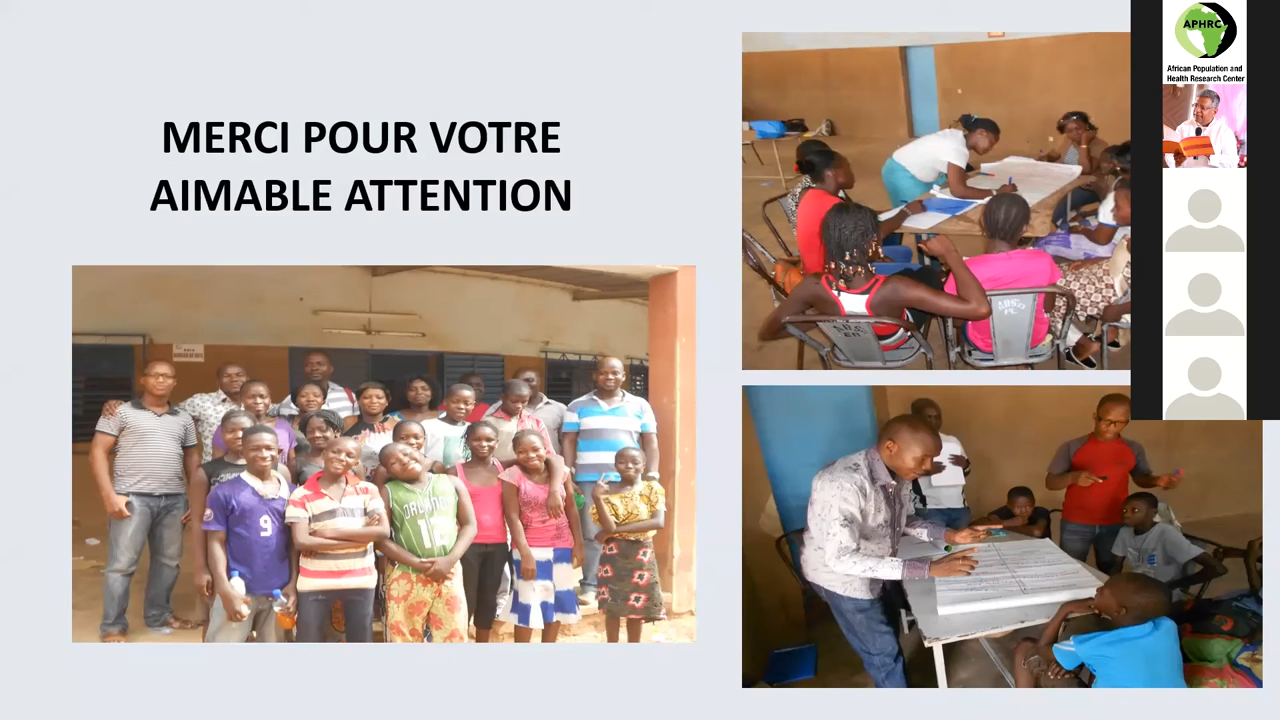 MERCI POUR VOTRE
AIMABLE ATTENTION
APHRC
African Population and
Health Research Center
9
ORLANDO